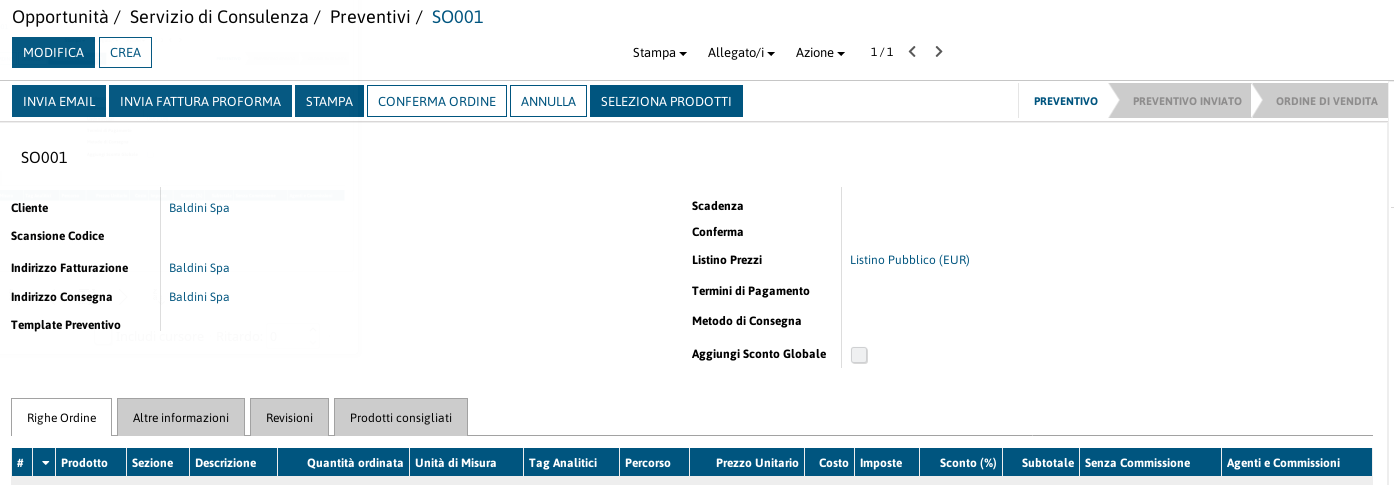 Opportunità / Servizio di Consulenza / Preventivi / SO001
MODIFICA CREA Stampa Allegato/i Azione 1 / 1
INVIA EMAIL INVIA FATTURA PROFORMA STAMPA CONFERMA ORDINE ANNULLA SELEZIONA PRODOTTI PREVENTIVO PREVENTIVO INVIATO ORDINE DI VENDITA
SO001
Cliente Baldini Spa
Scansione Codice
Indirizzo Fatturazione Baldini Spa
Indirizzo Consegna Baldini Spa
Template Preventivo
Scadenza
Conferma
Listino Prezzi Listino Pubblico (EUR)
Termini di Pagamento
Metodo di Consegna
Aggiungi Sconto Globale
Righe Ordine Altre informazioni Revisioni Prodotti consigliati
# Prodotto Sezione Descrizione Quantità ordinata Unità di Misura Tag Analitici Percorso Prezzo Unitario Costo Imposte Sconto (%) Subtotale Senza Commissione Agenti e Commissioni